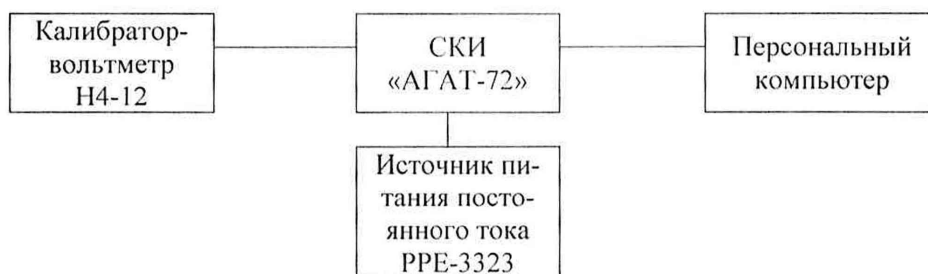 Калибратор-
вольтметр
Н4-12
СКИ
«АГАТ-72»
Персональный
компьютер
Источник пи-
тания посто-
янного тока
PPE-3323